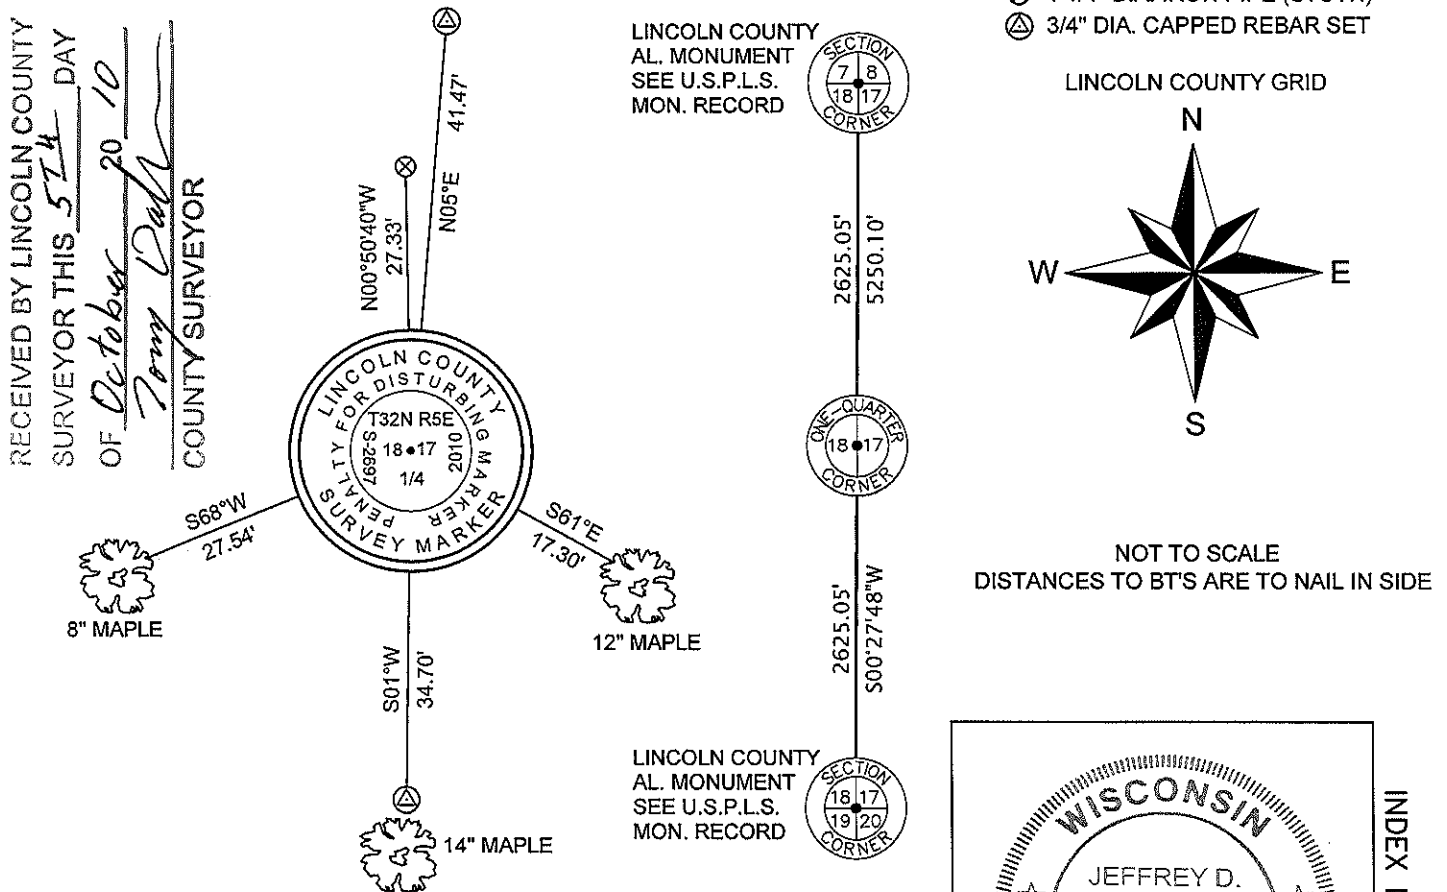 RECEIVED BY LINCOLN COUNTY
SURVEYOR THIS 5TH DAY
OF October 20 10
Tony Dall
COUNTY SURVEYOR
41.47'
N05°E
N00°50'40"W
27.33'
LINCOLN COUNTY
PENALTY FOR DISTURBING MARKER
SURVEY MARKER
T32N R5E
S-2697
18 17
2010
1/4
S68°W
27.54'
8" MAPLE
S61°E
17.30'
12" MAPLE
S01°W
34.70'
14" MAPLE
LINCOLN COUNTY
AL. MONUMENT
SEE U.S.P.L.S.
MON. RECORD
SECTION
7 8
18 17
CORNER
2625.05'
5250.10'
ONE-QUARTER
18 17
CORNER
2625.05'
S00°27'48"W
LINCOLN COUNTY
AL. MONUMENT
SEE U.S.P.L.S.
MON. RECORD
SECTION
18 17
19 20
CORNER
3/4" DIA. CAPPED REBAR SET
LINCOLN COUNTY GRID
N
W E
S
NOT TO SCALE
DISTANCES TO BT'S ARE TO NAIL IN SIDE
WISCONSIN
JEFFREY D.
INDEX